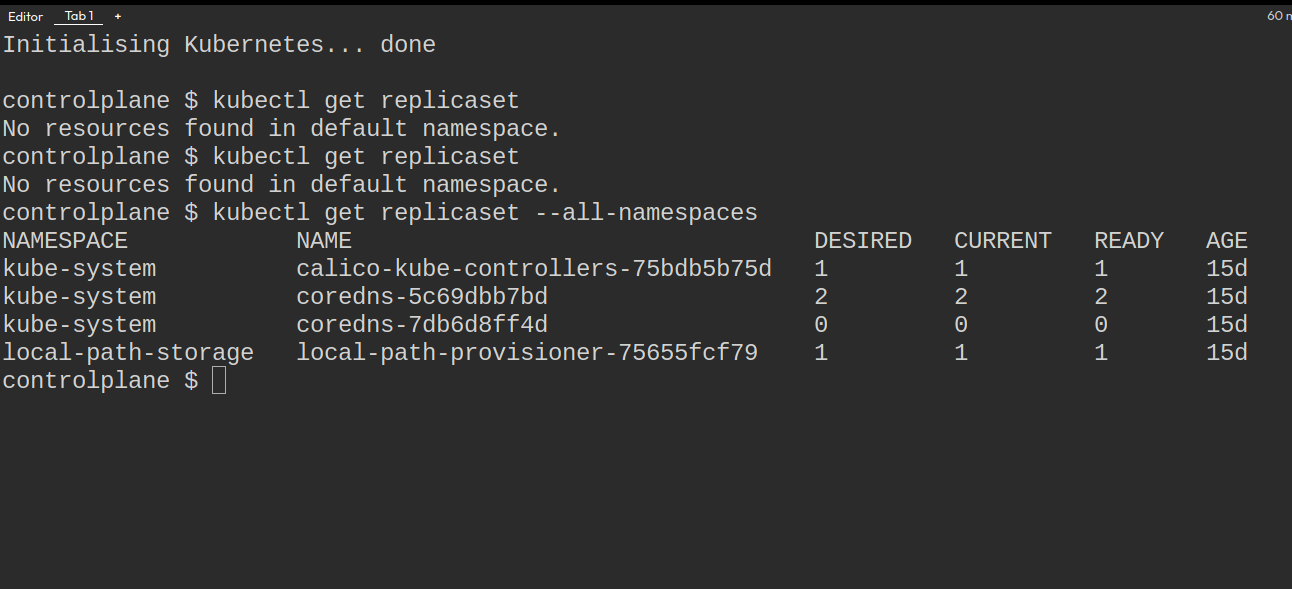 Editor Tab 1 + 60
Initialising Kubernetes... done
controlplane $ kubectl get replicaset
No resources found in default namespace.
controlplane $ kubectl get replicaset
No resources found in default namespace.
controlplane $ kubectl get replicaset --all-namespaces
NAMESPACE NAME DESIRED CURRENT READY AGE
kube-system calico-kube-controllers-75bdb5b75d 1 1 1 15d
kube-system coredns-5c69dbb7bd 2 2 2 15d
kube-system coredns-7db6d8ff4d 0 0 0 15d
local-path-storage local-path-provisioner-75655fcf79 1 1 1 15d
controlplane $